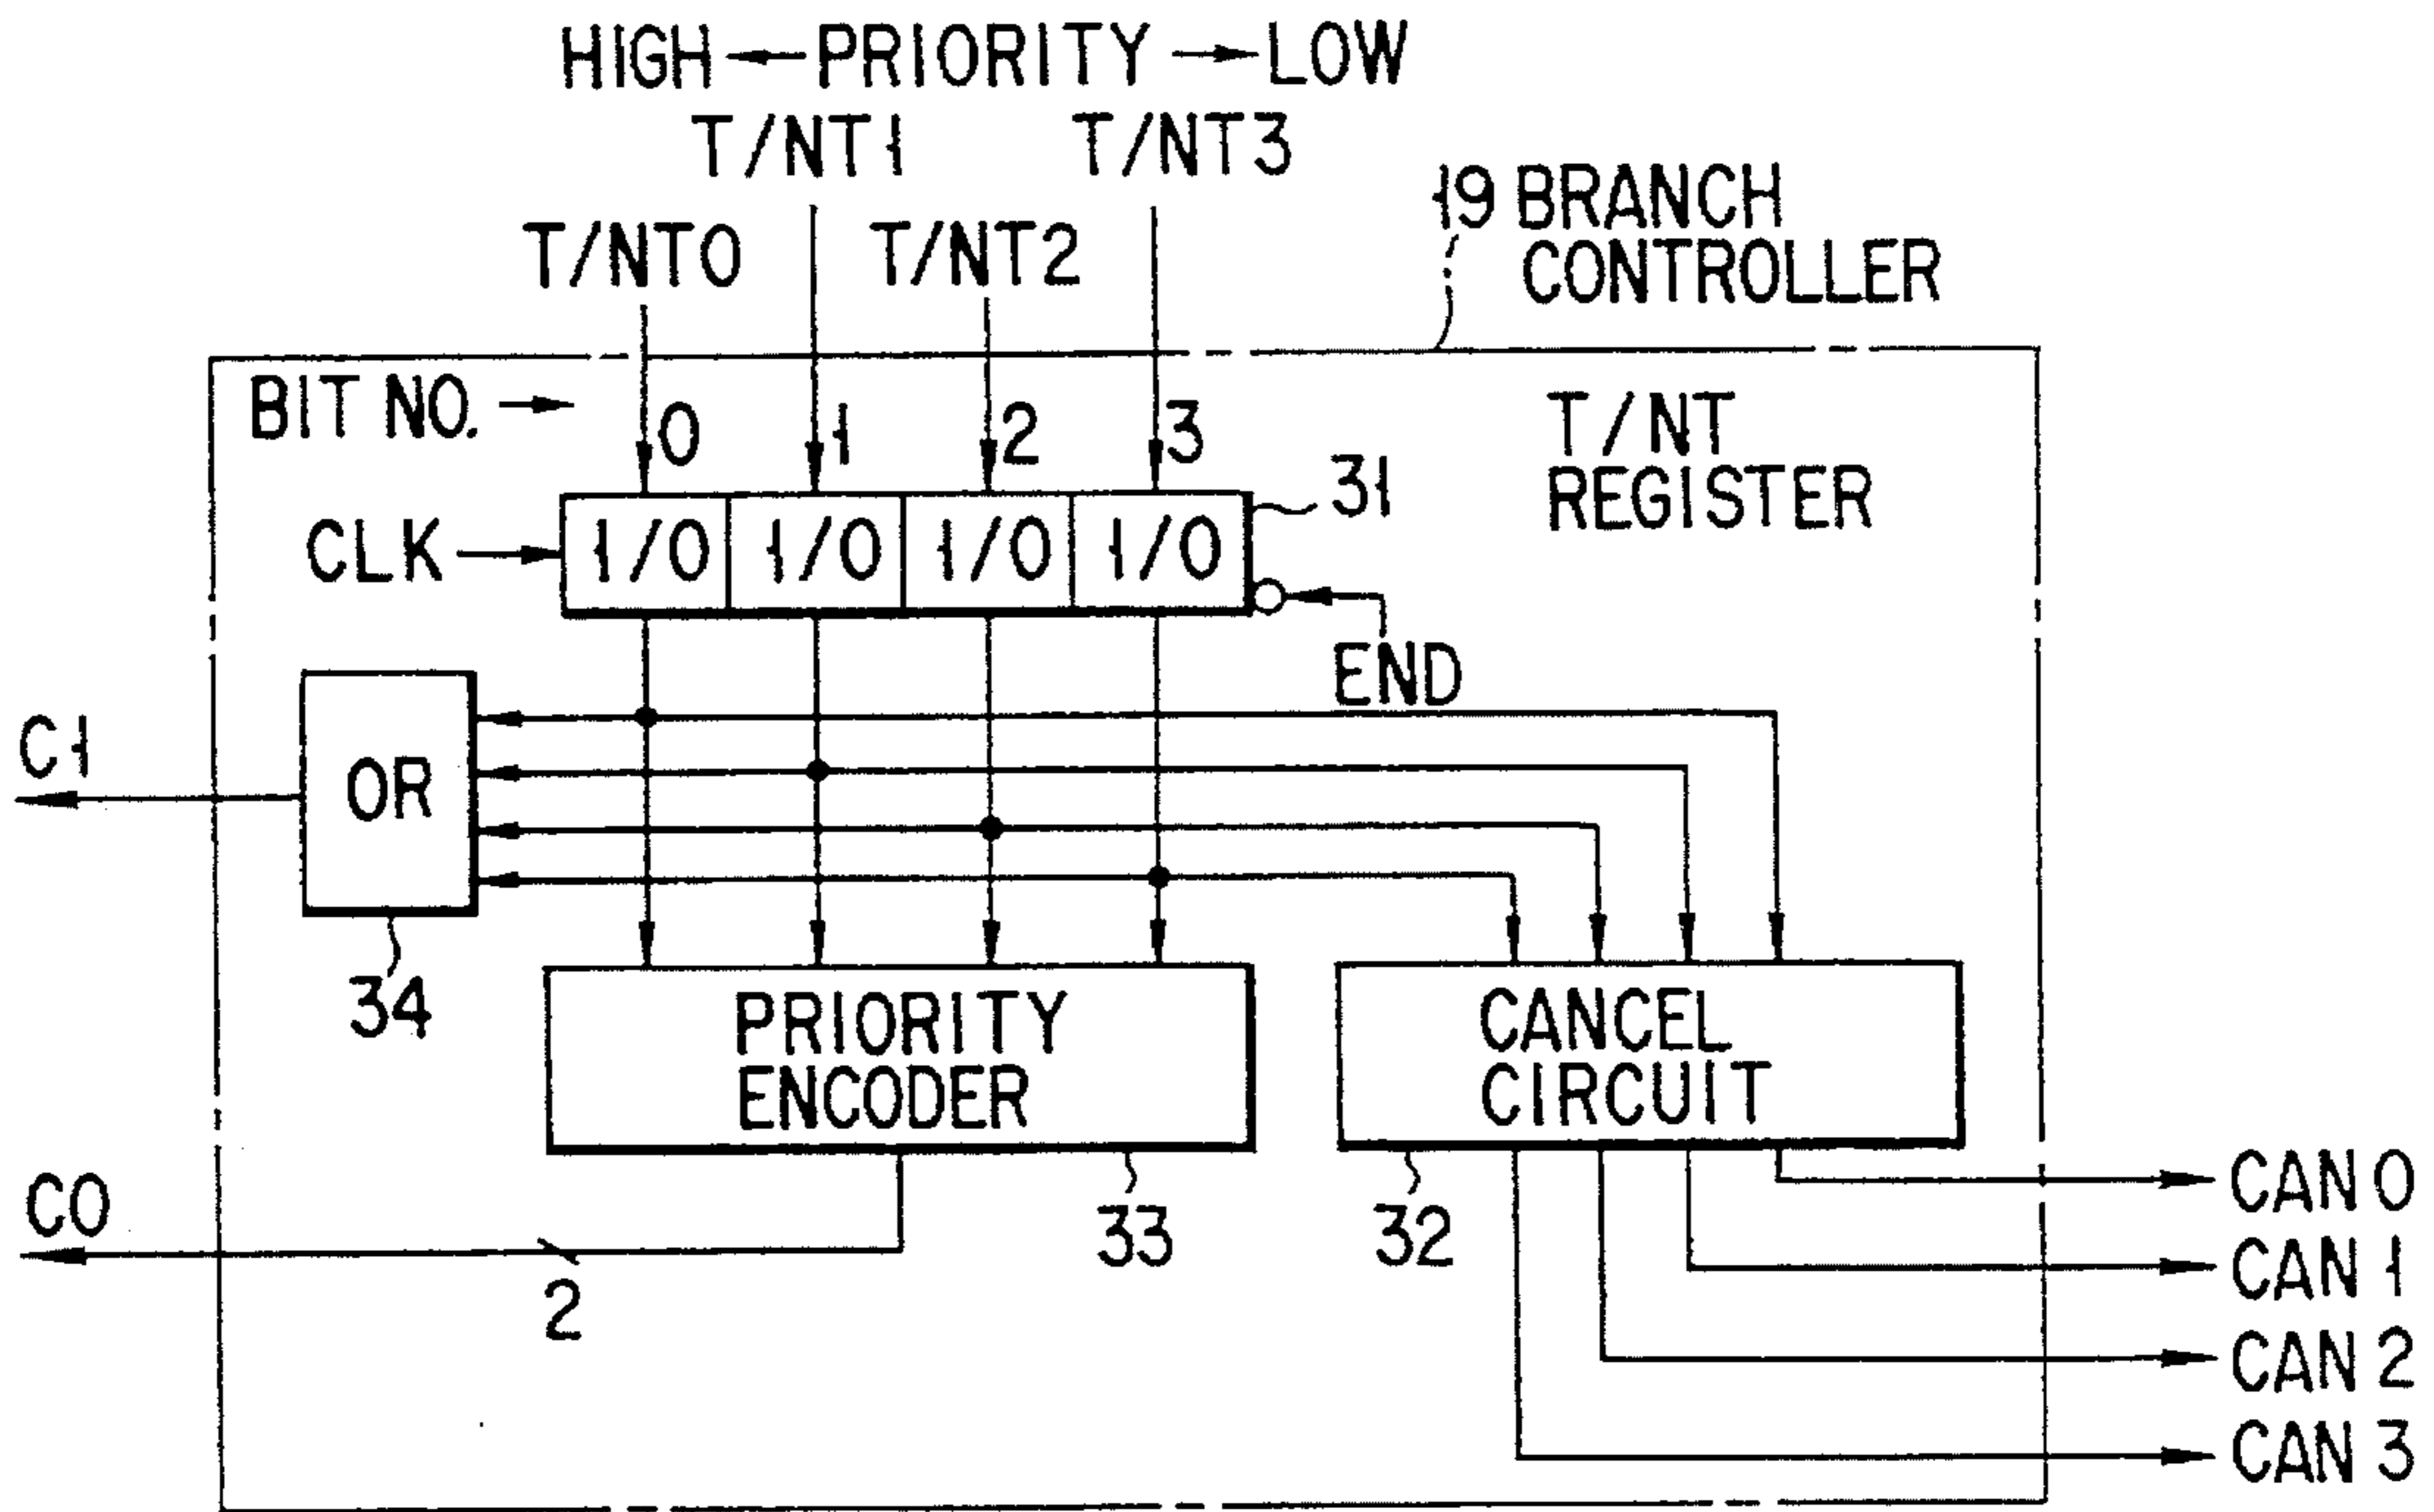 HIGH ← PRIORITY → LOW
T/NT1 T/NT3
T/NT0 T/NT2
19 BRANCH
CONTROLLER
BIT NO. → 0 1 2 3
T/NT
REGISTER
31
CLK 1/0 1/0 1/0 1/0
END
C1
OR
34
PRIORITY
ENCODER
CANCEL
CIRCUIT
C0
2
33
32
CAN 0
CAN 1
CAN 2
CAN 3